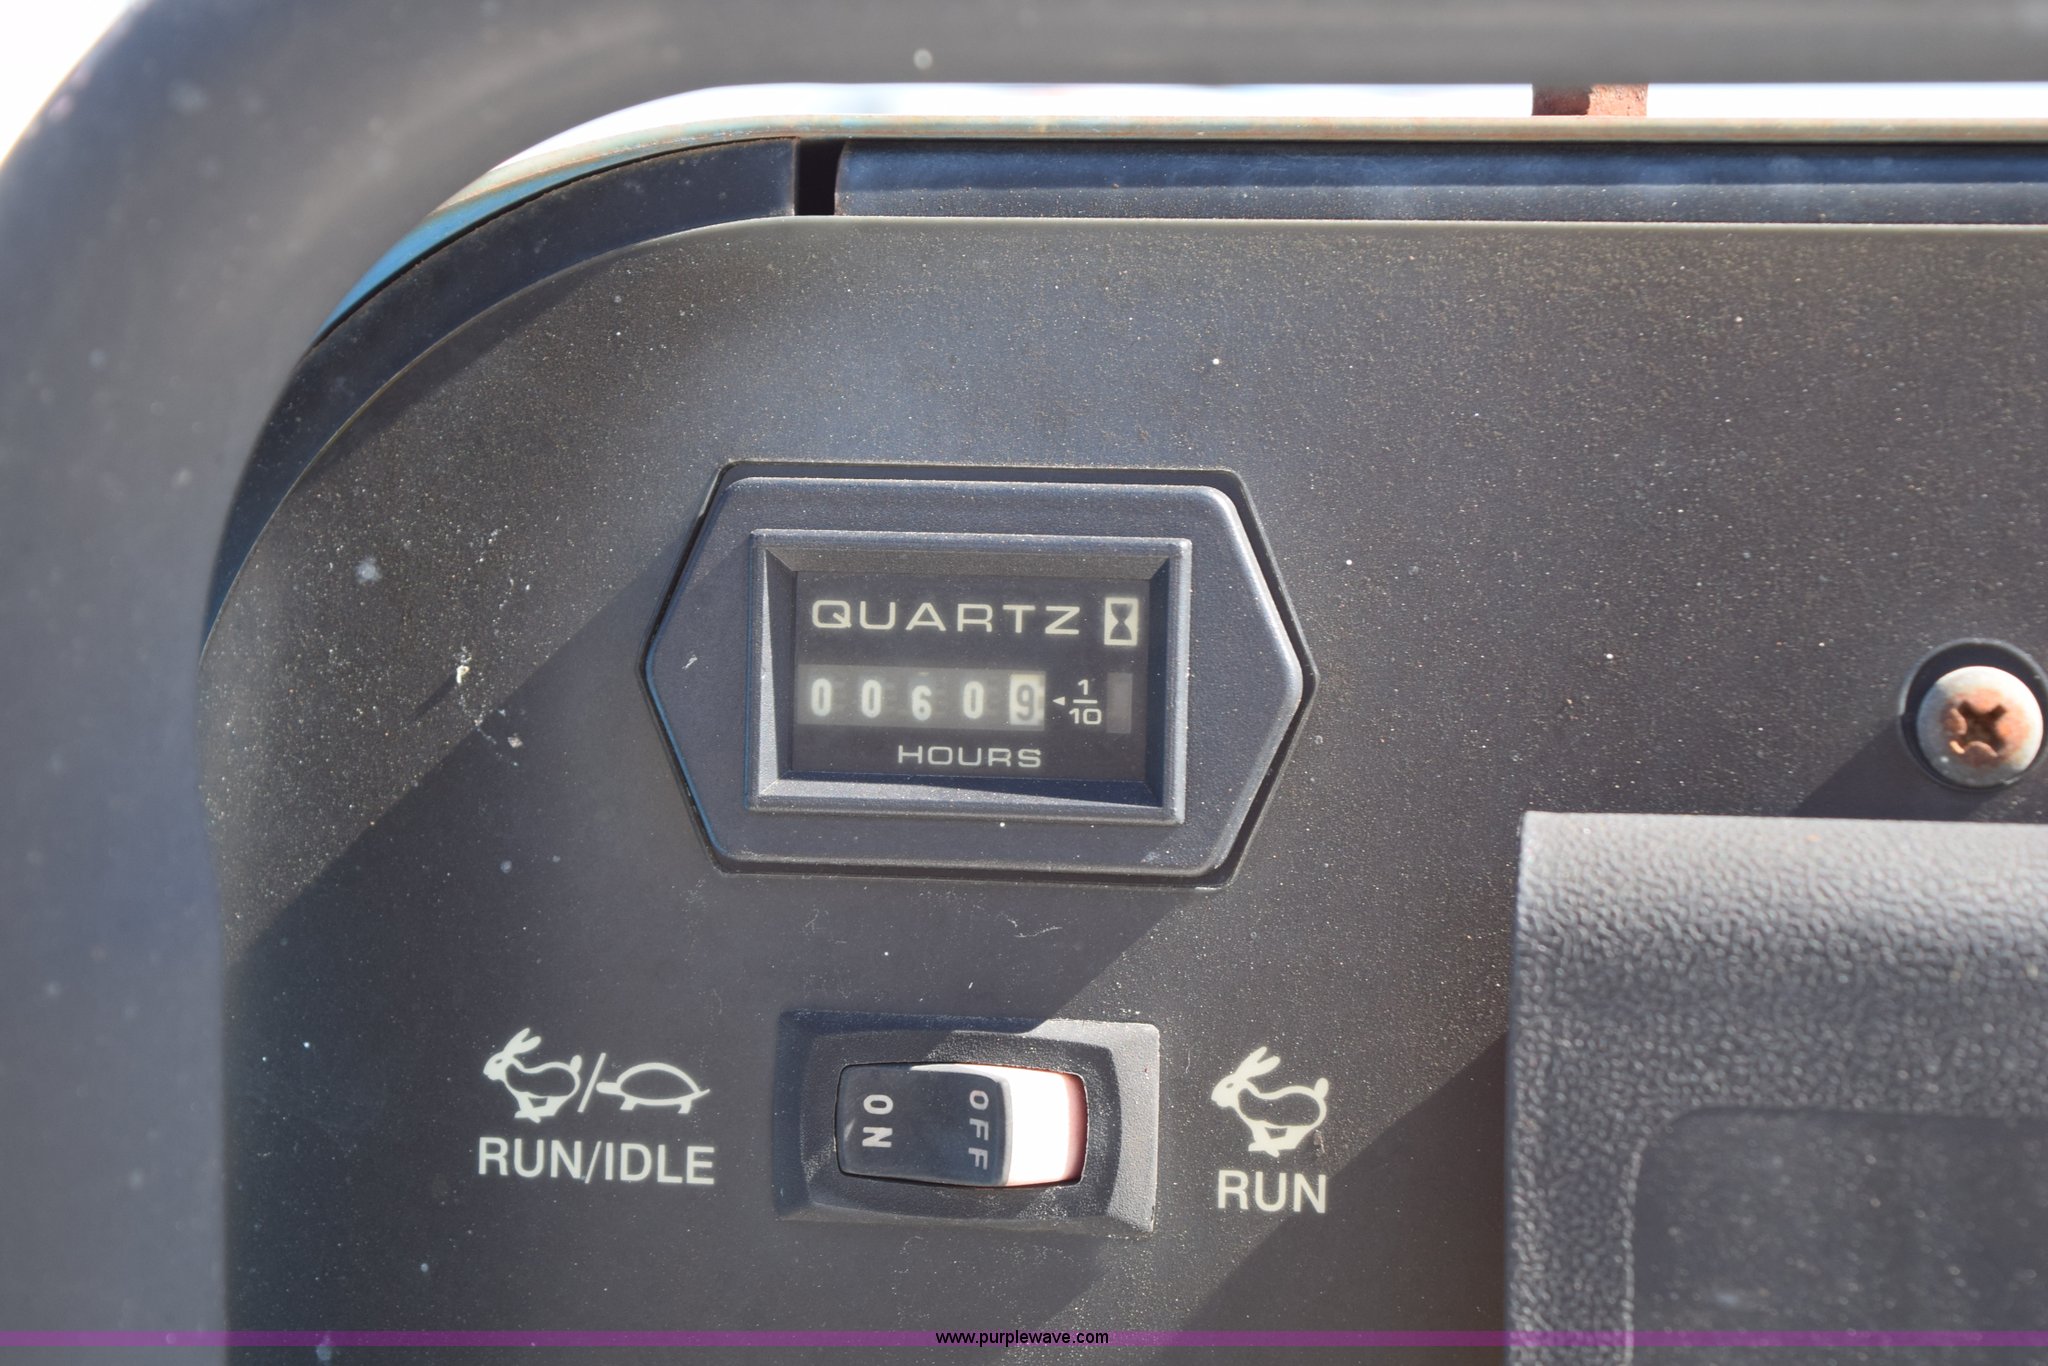 QUARTZ
00609 ◄ 1/10
HOURS
ON OFF
RUN/IDLE
RUN
www.purplewave.com